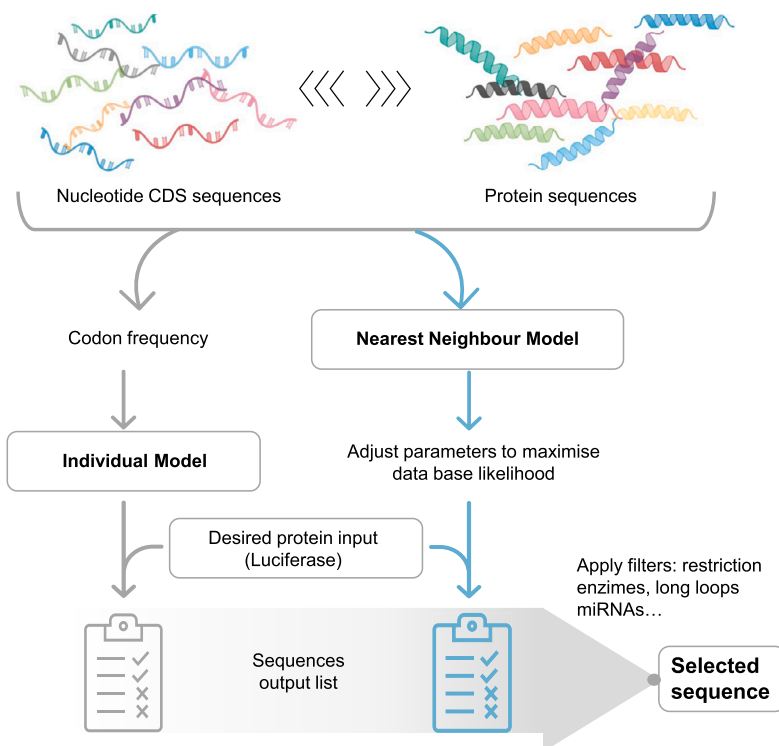 Nucleotide CDS sequences
Protein sequences
Codon frequency
Nearest Neighbour Model
Individual Model
Adjust parameters to maximise
data base likelihood
Desired protein input
(Luciferase)
Apply filters: restriction
enzimes, long loops
miRNAs…
Sequences
output list
Selected
sequence